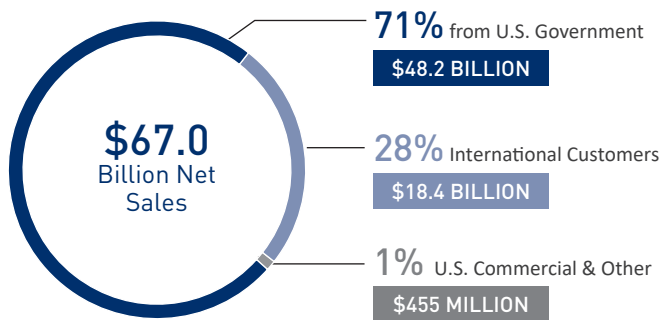 $67.0
Billion Net
Sales
71% from U.S. Government
$48.2 BILLION
28% International Customers
$18.4 BILLION
1% U.S. Commercial & Other
$455 MILLION